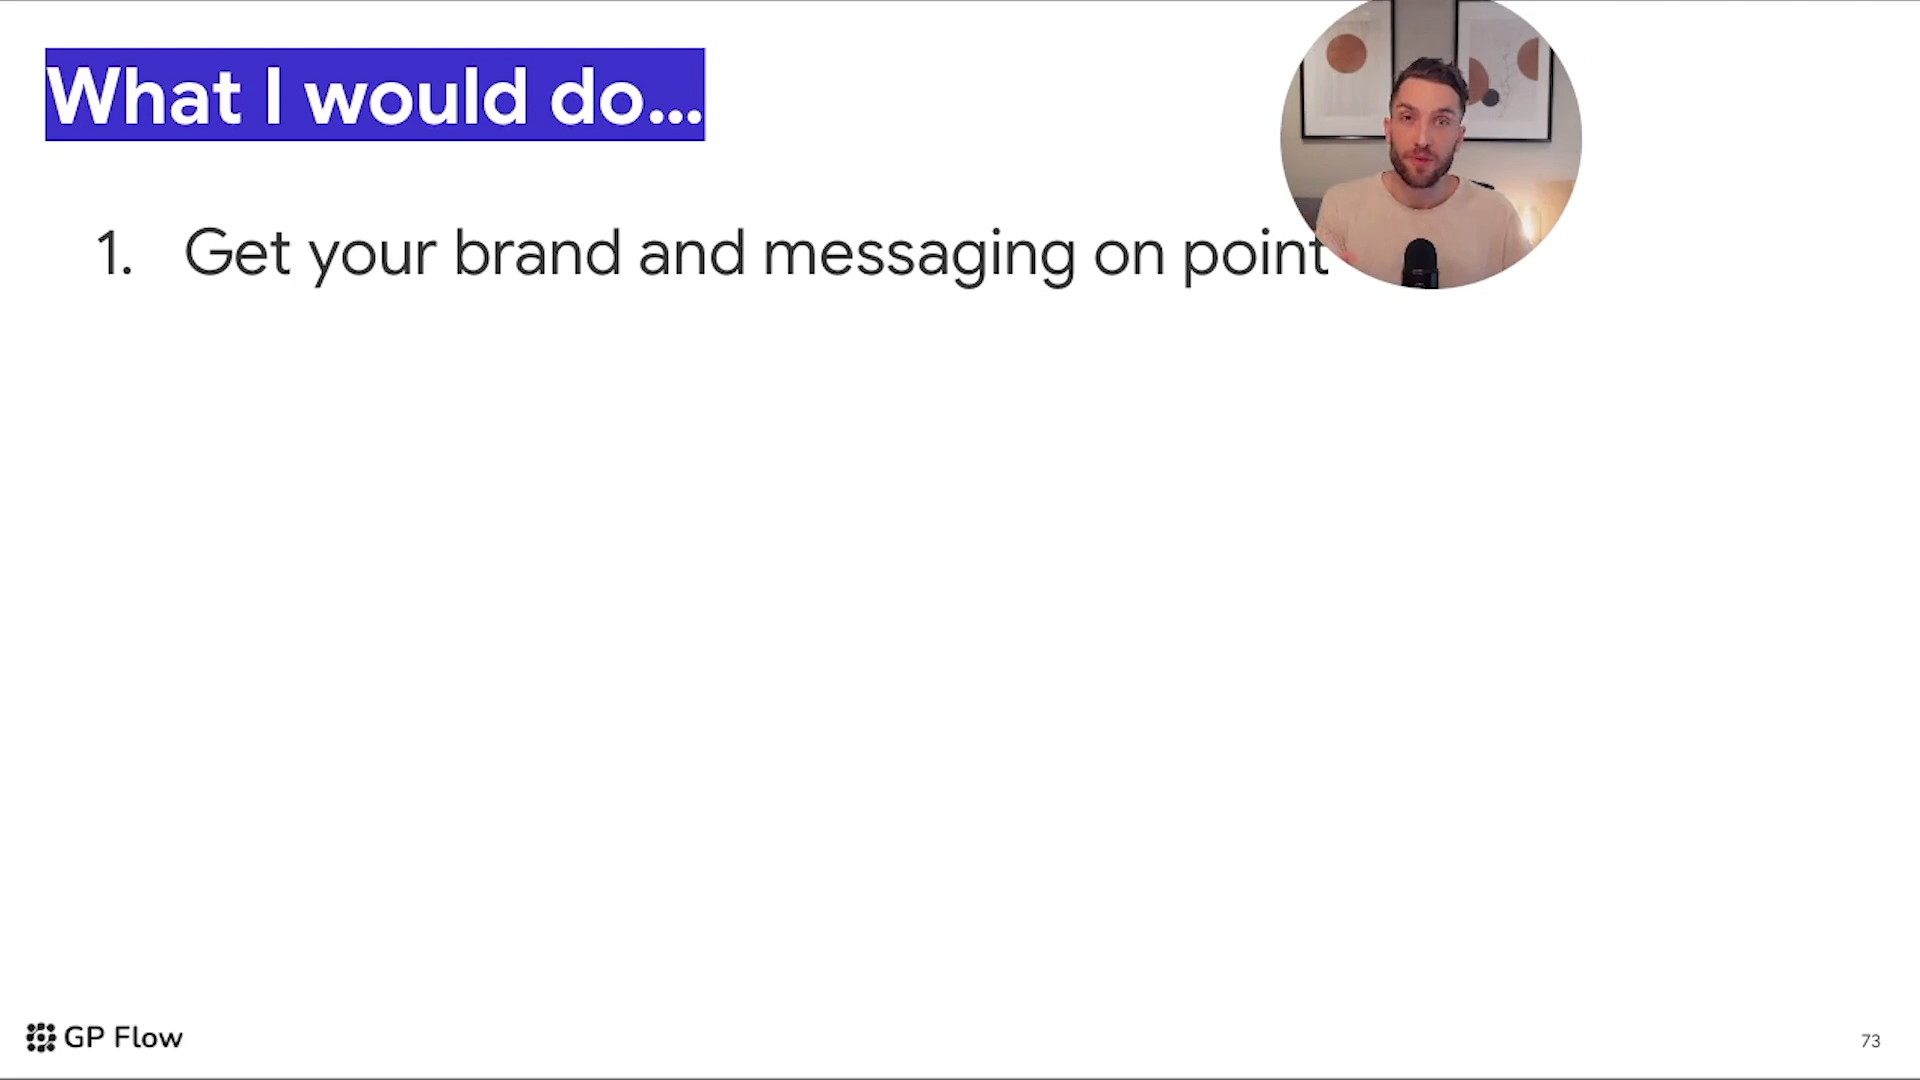 What I would do...
1. Get your brand and messaging on point
GP Flow
73